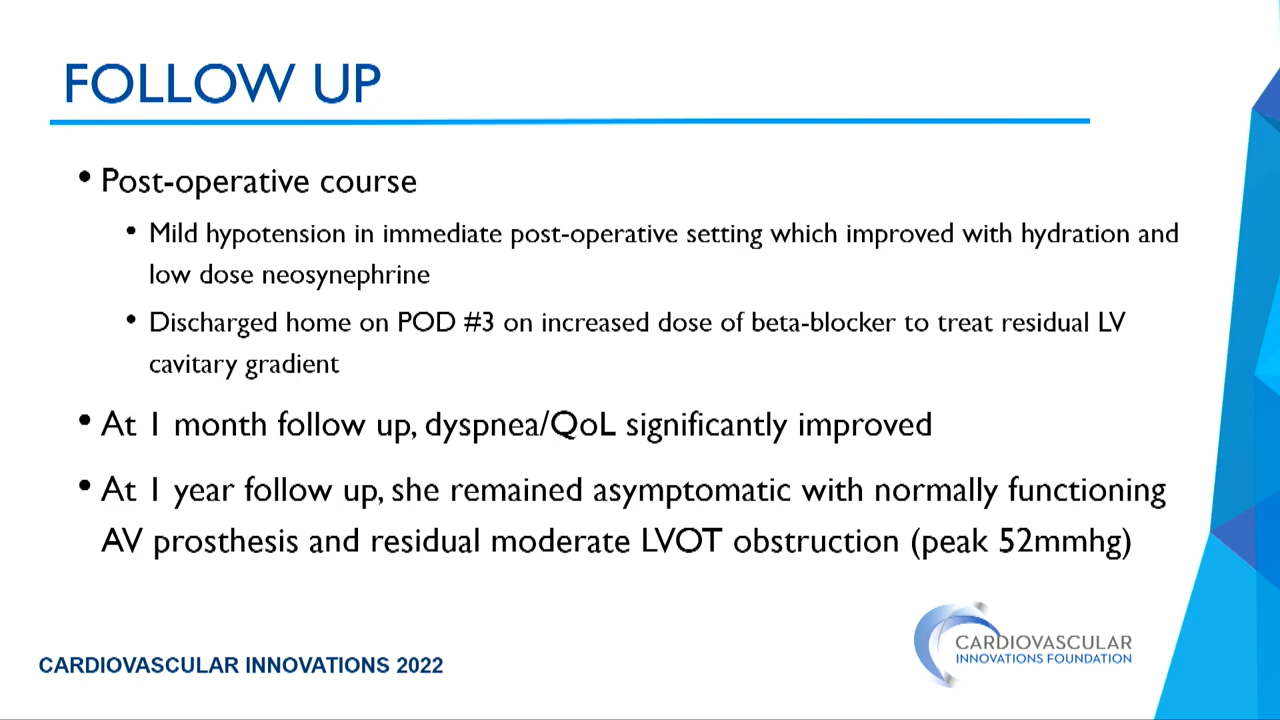 FOLLOW UP
• Post-operative course
• Mild hypotension in immediate post-operative setting which improved with hydration and
low dose neosynephrine
• Discharged home on POD #3 on increased dose of beta-blocker to treat residual LV
cavitary gradient
• At 1 month follow up, dyspnea/QoL significantly improved
• At 1 year follow up, she remained asymptomatic with normally functioning
AV prosthesis and residual moderate LVOT obstruction (peak 52mmhg)
CARDIOVASCULAR
INNOVATIONS FOUNDATION
CARDIOVASCULAR INNOVATIONS 2022